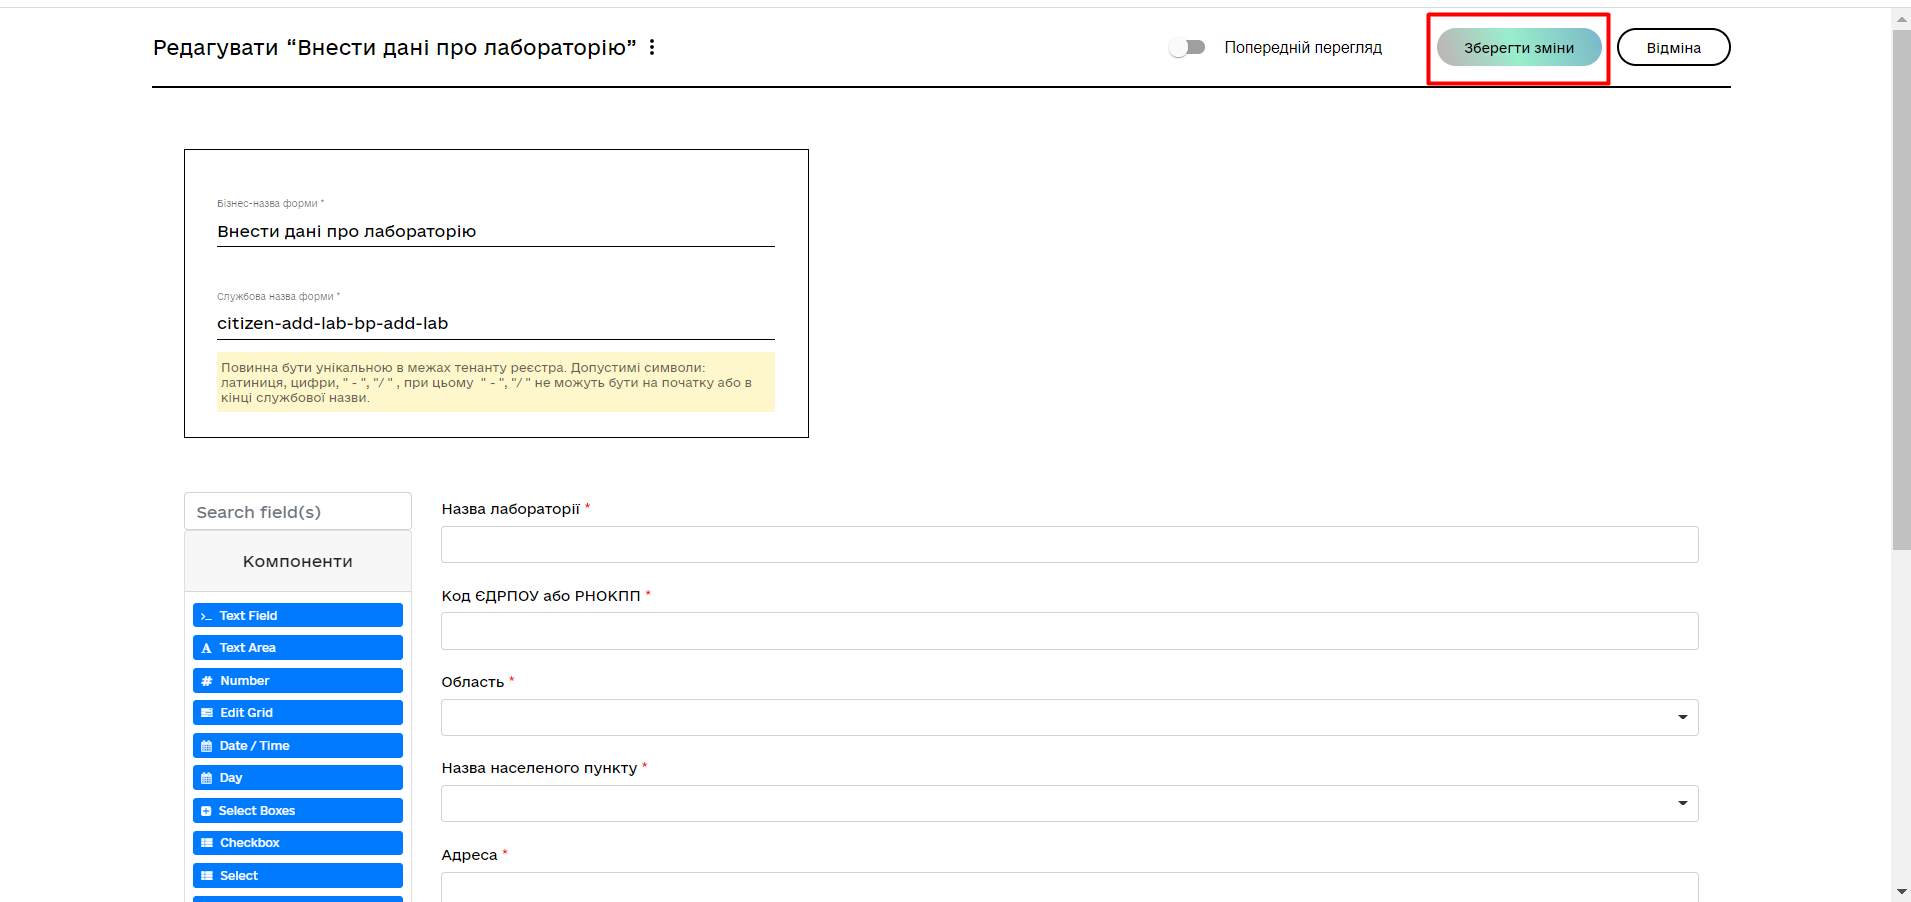 Редагувати “Внести дані про лабораторію”
Попередній перегляд
Зберегти зміни
Відміна
Бізнес-назва форми *
Внести дані про лабораторію
Службова назва форми *
citizen-add-lab-bp-add-lab
Повинна бути унікальною в межах тенанту реєстра. Допустимі символи:
латиниця, цифри, " - ", "/ " , при цьому  " - ", "/ " не можуть бути на початку або в
кінці службової назви.
Search field(s)
Компоненти
Text Field
Text Area
Number
Edit Grid
Date / Time
Day
Select Boxes
Checkbox
Select
Назва лабораторії *
Код ЄДРПОУ або РНОКПП *
Область *
Назва населеного пункту *
Адреса *